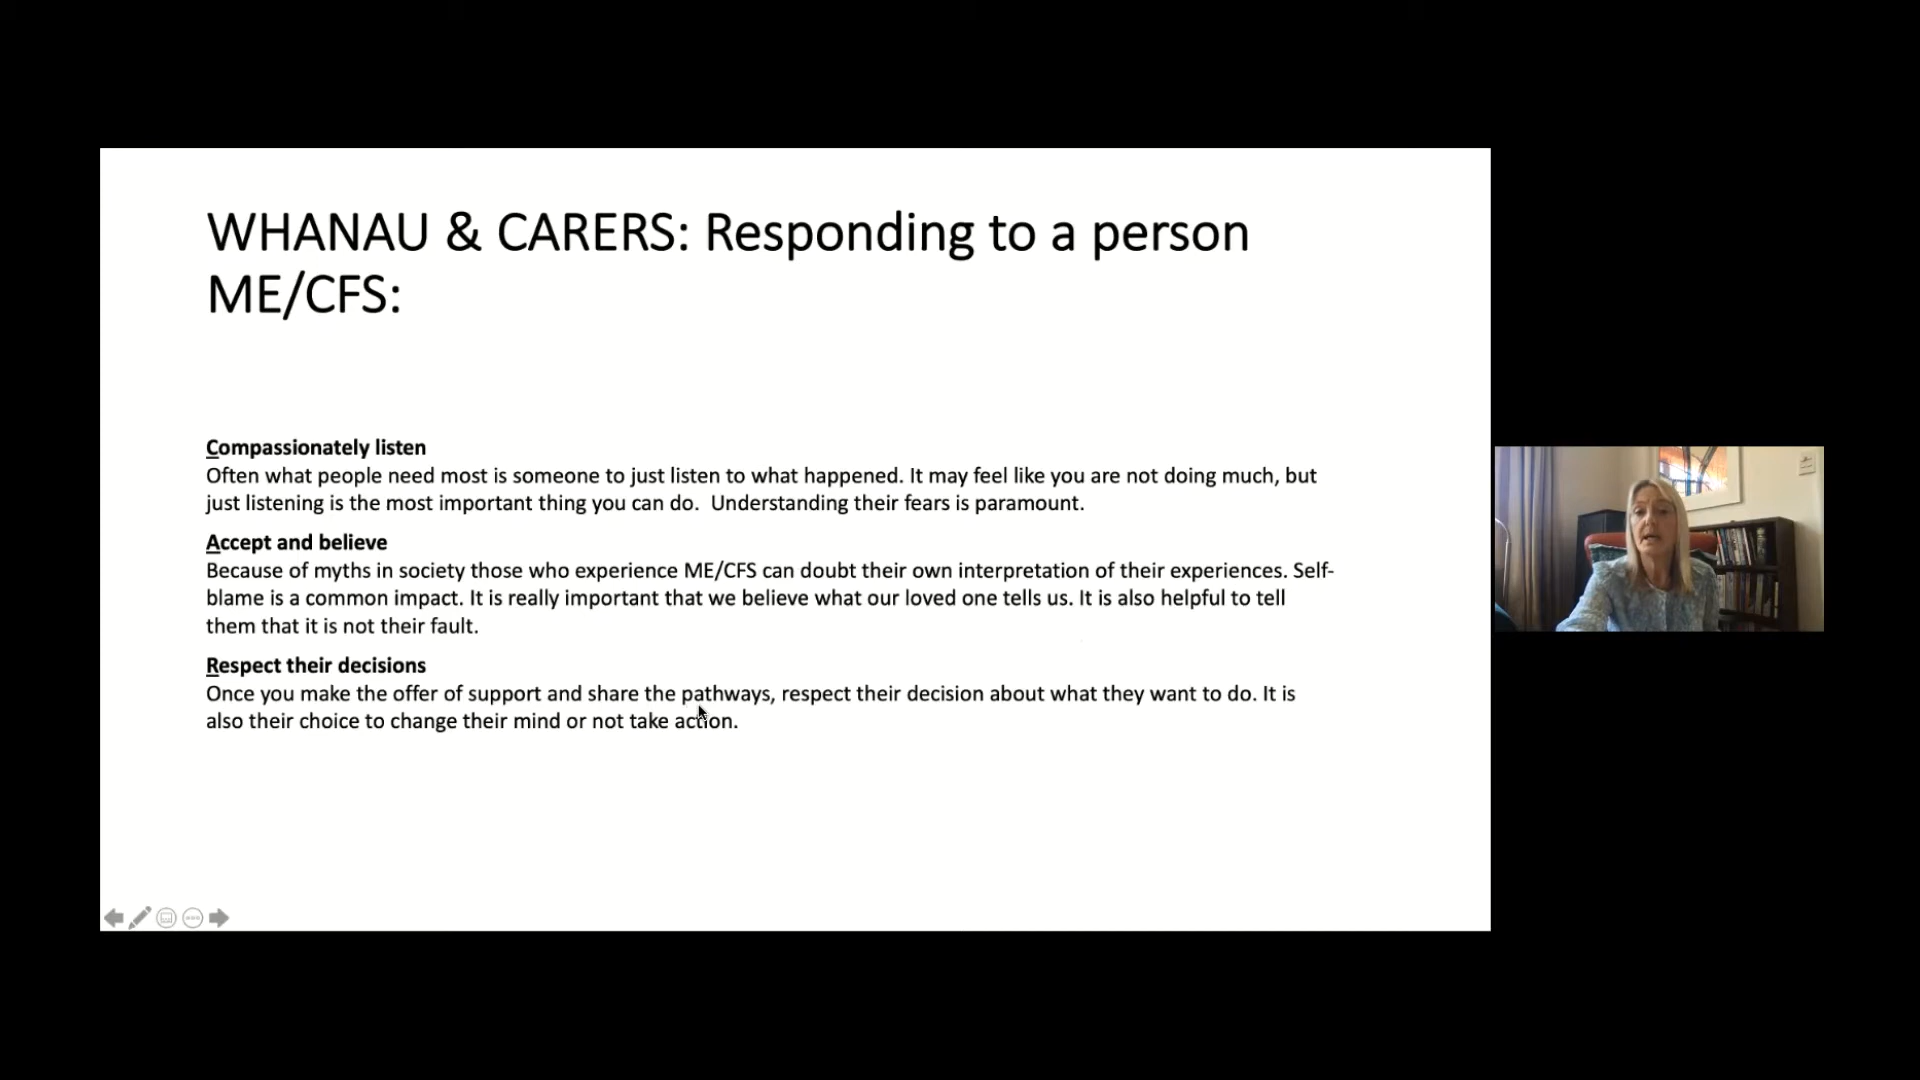 WHANAU & CARERS: Responding to a person
ME/CFS:
Compassionately listen
Often what people need most is someone to just listen to what happened. It may feel like you are not doing much, but
just listening is the most important thing you can do.  Understanding their fears is paramount.
Accept and believe
Because of myths in society those who experience ME/CFS can doubt their own interpretation of their experiences. Self-
blame is a common impact. It is really important that we believe what our loved one tells us. It is also helpful to tell
them that it is not their fault.
Respect their decisions
Once you make the offer of support and share the pathways, respect their decision about what they want to do. It is
also their choice to change their mind or not take action.